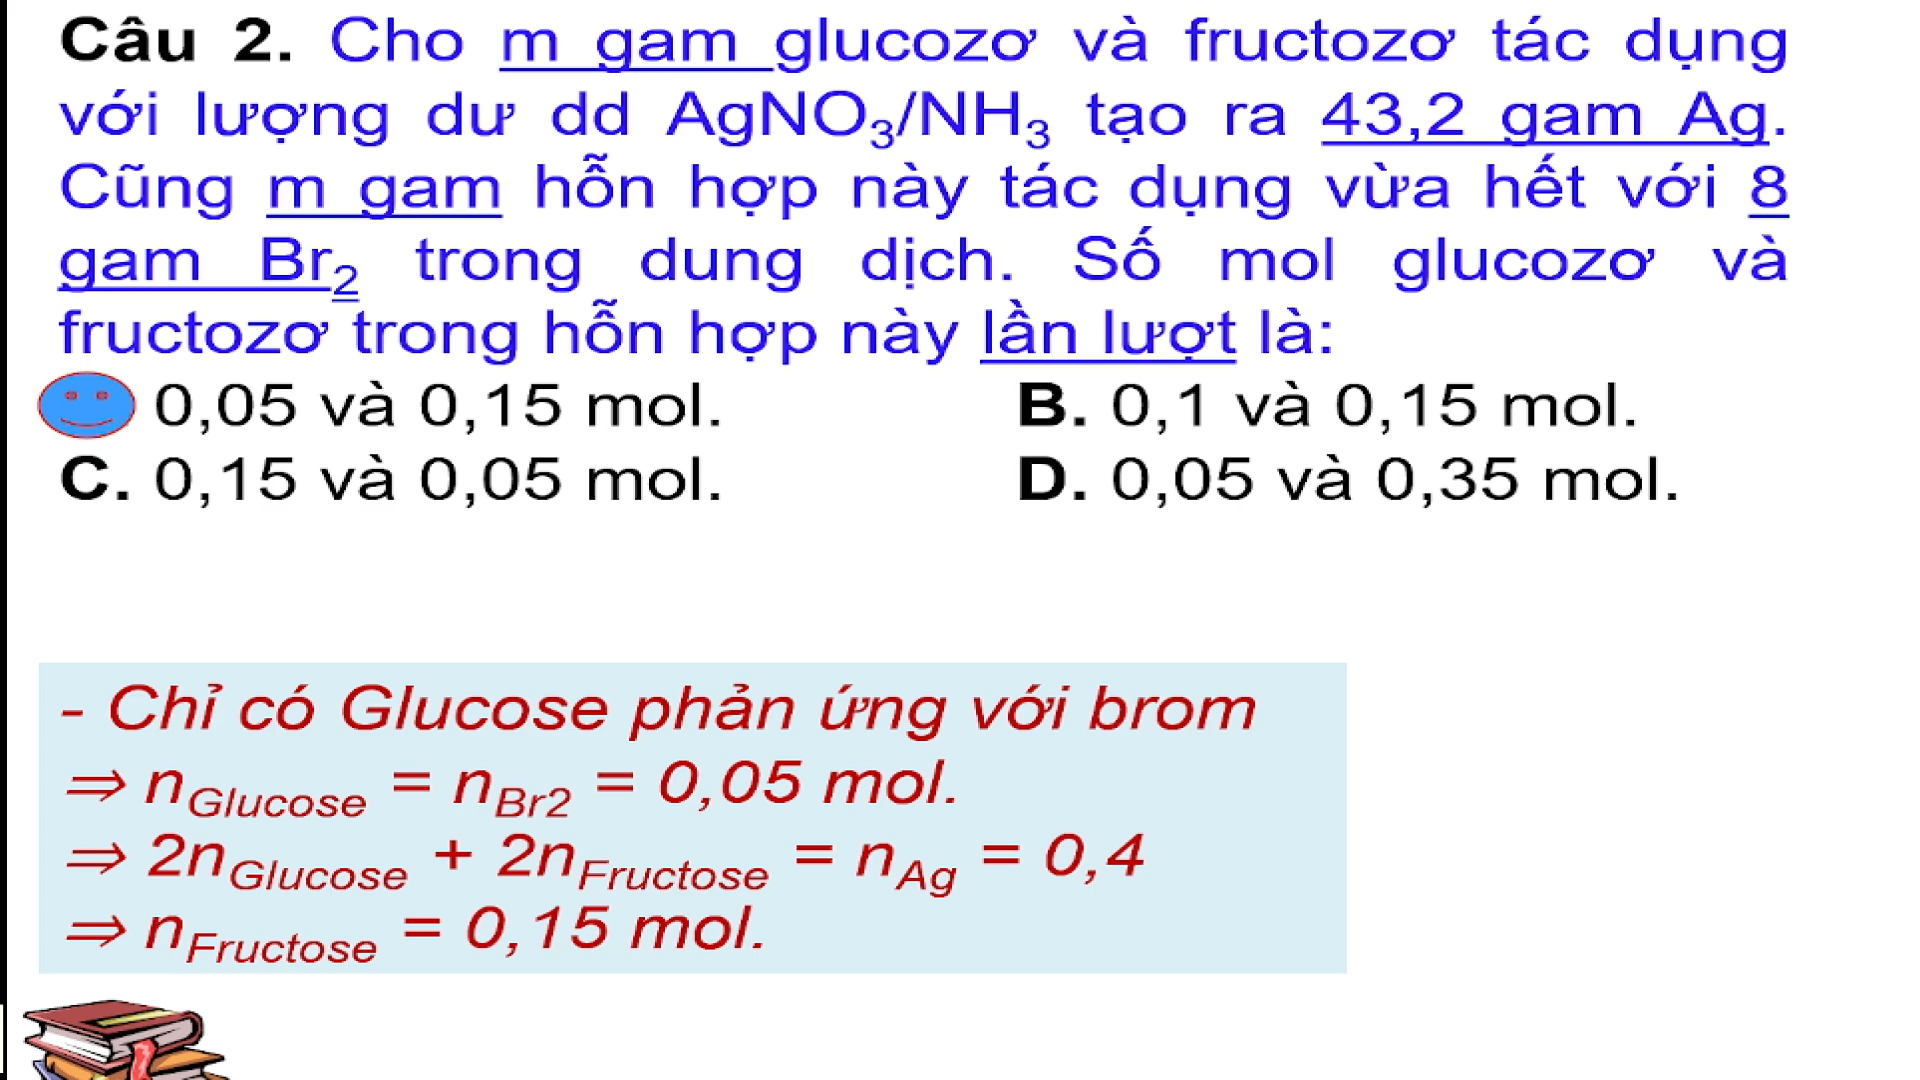 Câu 2. Cho m gam glucozơ và fructozơ tác dụng
với lượng dư dd AgNO₃/NH₃ tạo ra 43,2 gam Ag.
Cũng m gam hỗn hợp này tác dụng vừa hết với 8
gam Br₂ trong dung dịch. Số mol glucozơ và
fructozơ trong hỗn hợp này lần lượt là:
0,05 và 0,15 mol. B. 0,1 và 0,15 mol.
C. 0,15 và 0,05 mol. D. 0,05 và 0,35 mol.
- Chỉ có Glucose phản ứng với brom
⇒ nGlucose = nBr2 = 0,05 mol.
⇒ 2nGlucose + 2nFructose = nAg = 0,4
⇒ nFructose = 0,15 mol.